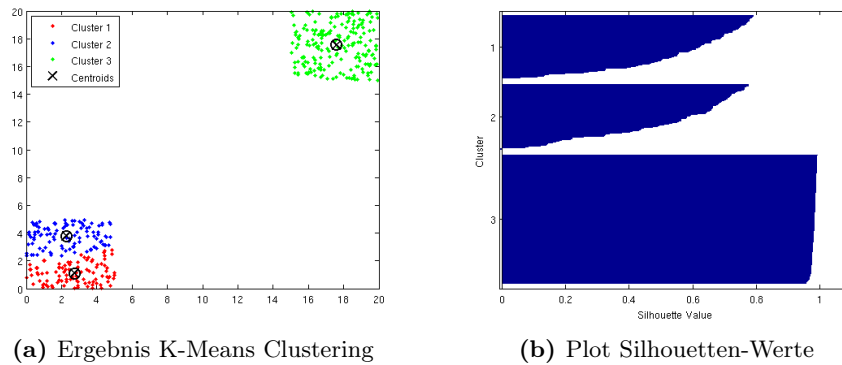 Cluster 1
Cluster 2
Cluster 3
Centroids
20
18
16
14
12
10
8
6
4
2
0
0 2 4 6 8 10 12 14 16 18 20
(a) Ergebnis K-Means Clustering
1
2
3
Cluster
0 0.2 0.4 0.6 0.8 1
Silhouette Value
(b) Plot Silhouetten-Werte